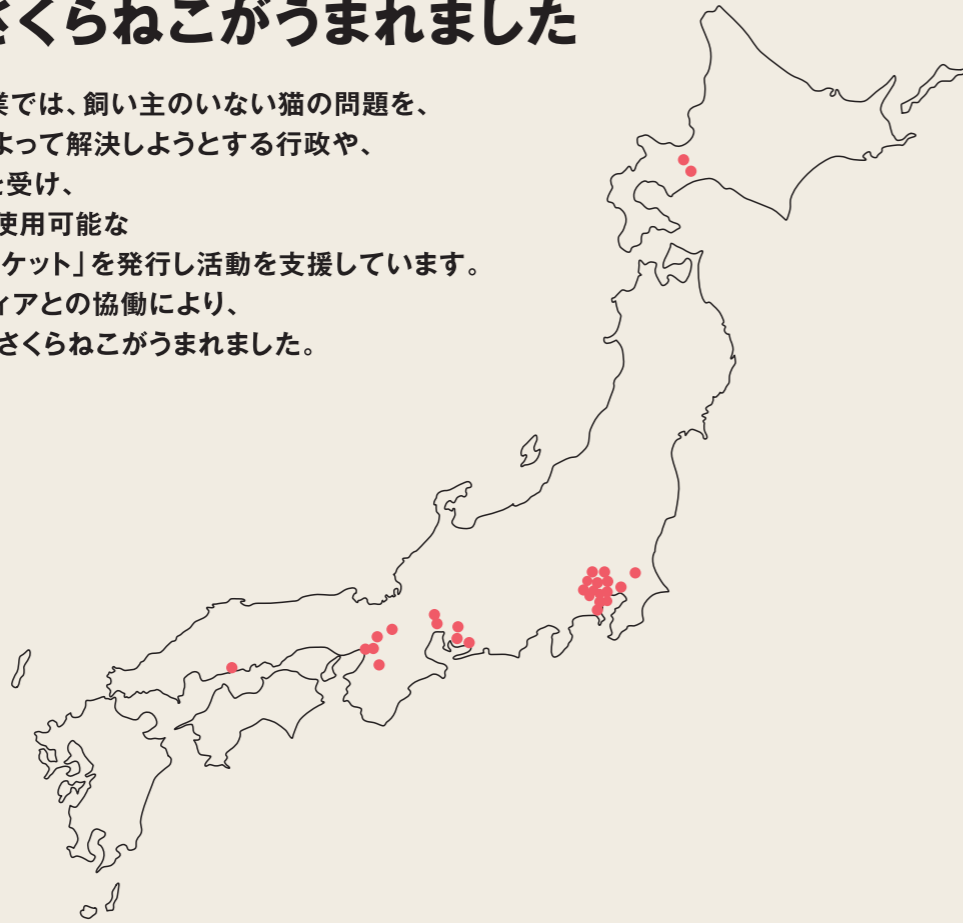 さくらねこがうまれました
業では、飼い主のいない猫の問題を、
よって解決しようとする行政や、
を受け、
使用可能な
ケット」を発行し活動を支援しています。
ィアとの協働により、
さくらねこがうまれました。